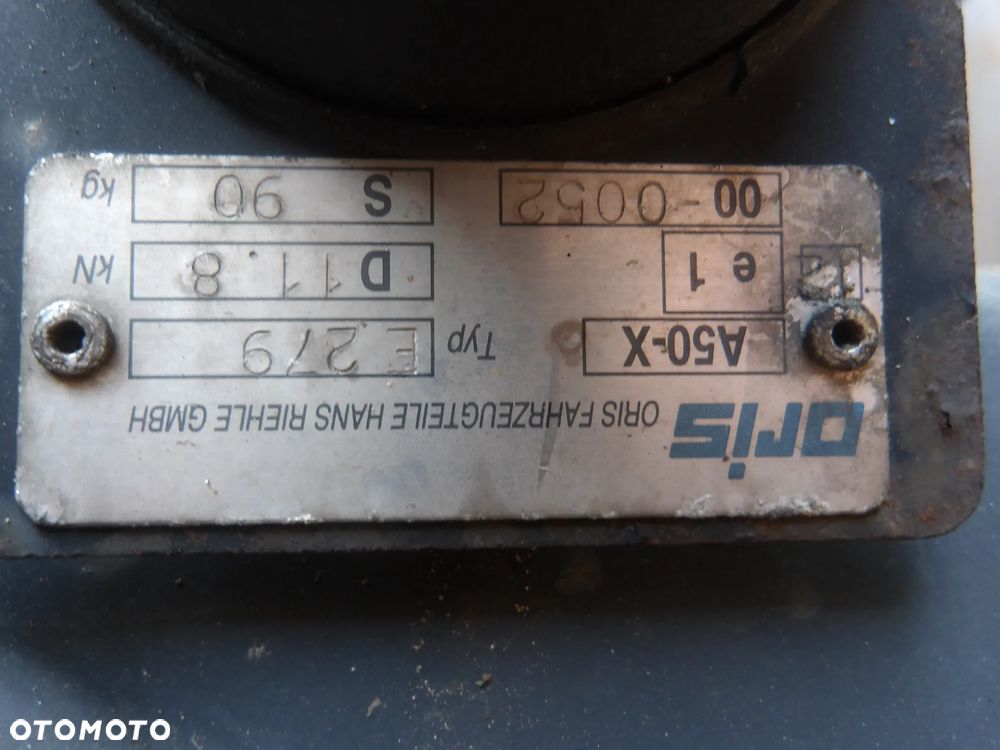 oris ORIS FAHRZEUGTEILE HANS RIEHLE GMBH
A50-X Typ E 279
e 1 D 11.8 kN
00-0052 S 90 kg
OTOMOTO